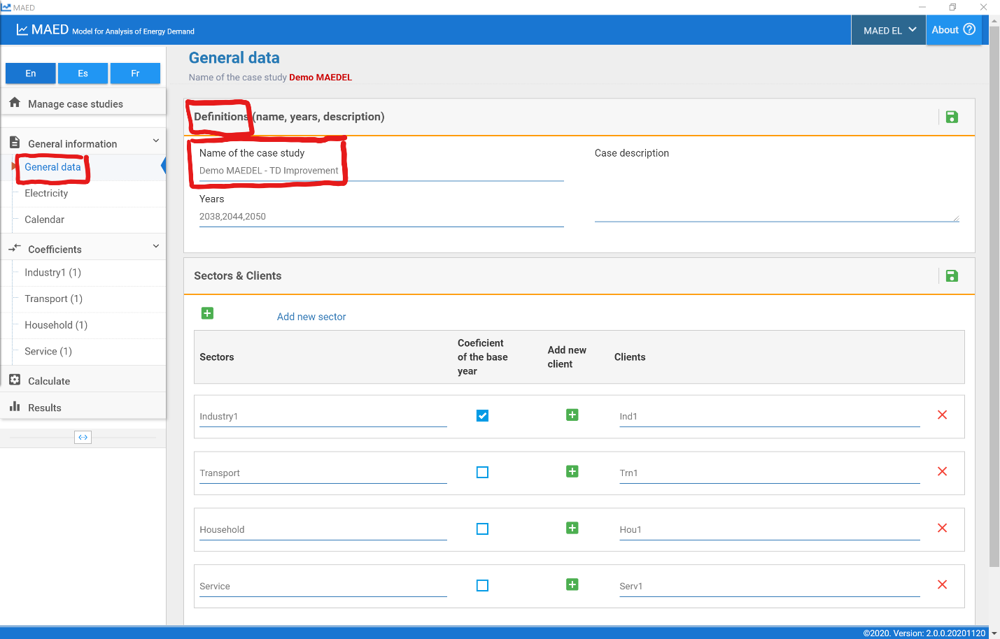 MAED
MAED Model for Analysis of Energy Demand
MAED EL
About
En
Es
Fr
Manage case studies
General information
General data
Electricity
Calendar
Coefficients
Industry1 (1)
Transport (1)
Household (1)
Service (1)
Calculate
Results
General data
Name of the case study Demo MAEDEL
Definitions (name, years, description)
Name of the case study
Demo MAEDEL - TD Improvement
Case description
Years
2038,2044,2050
Sectors & Clients
Add new sector
Sectors
Coeficient
of the base
year
Add new
client
Clients
Industry1
Ind1
Transport
Trn1
Household
Hou1
Service
Serv1
©2020. Version: 2.0.0.20201120